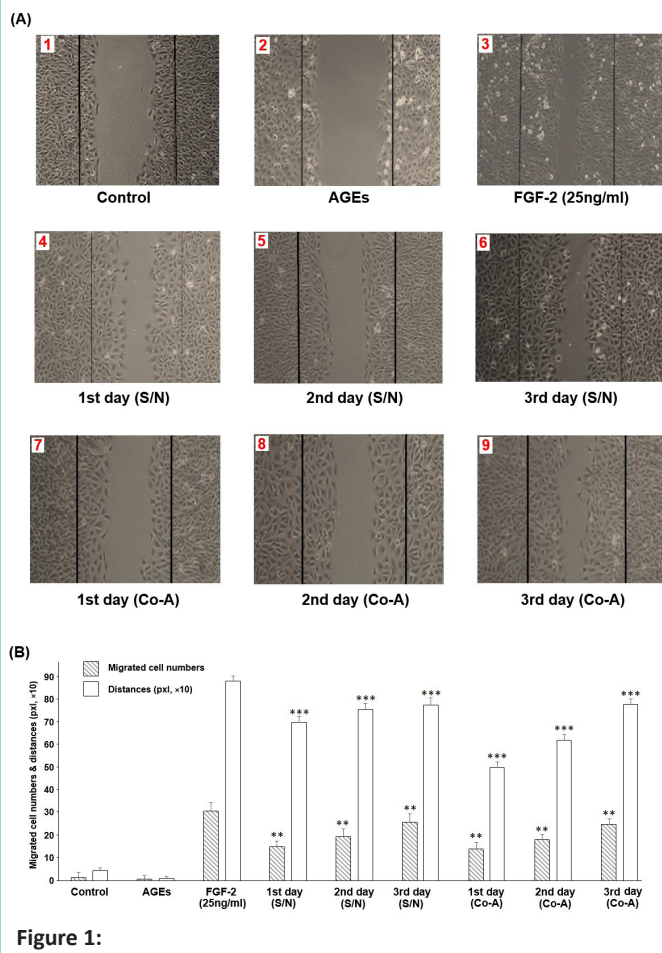 (A)
1
2
3
Control
AGEs
FGF-2 (25ng/ml)
4
5
6
1st day (S/N)
2nd day (S/N)
3rd day (S/N)
7
8
9
1st day (Co-A)
2nd day (Co-A)
3rd day (Co-A)
(B)
Migrated cell numbers & distances (pxl, ×10)
90
80
70
60
50
40
30
20
10
0
Migrated cell numbers
Distances (pxl, ×10)
** *** ** *** ** *** ** *** ** *** ** ***
Control
AGEs
FGF-2
(25ng/ml)
1st day
(S/N)
2nd day
(S/N)
3rd day
(S/N)
1st day
(Co-A)
2nd day
(Co-A)
3rd day
(Co-A)
Figure 1: